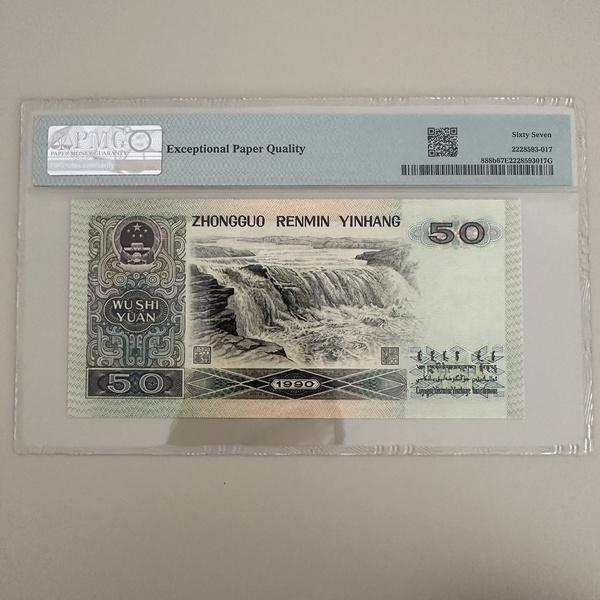 PMG
PAPER MONEY GUARANTY
Exceptional Paper Quality
Sixty Seven
2228593-017
888b67E2228593017G
ZHONGGUO RENMIN YINHANG
50
WU SHI
YUAN
50
1990